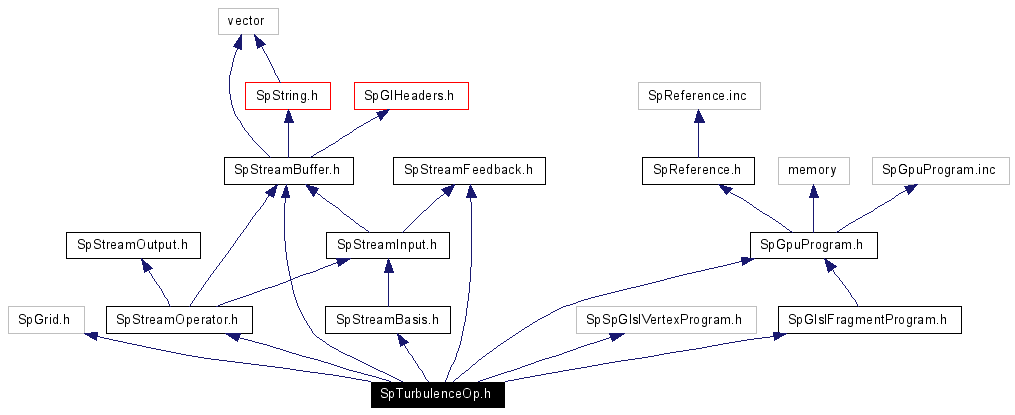 vector
SpString.h
SpGlHeaders.h
SpReference.inc
SpStreamBuffer.h
SpStreamFeedback.h
SpReference.h
memory
SpGpuProgram.inc
SpStreamOutput.h
SpStreamInput.h
SpGpuProgram.h
SpGrid.h
SpStreamOperator.h
SpStreamBasis.h
SpSpGlslVertexProgram.h
SpGlslFragmentProgram.h
SpTurbulenceOp.h